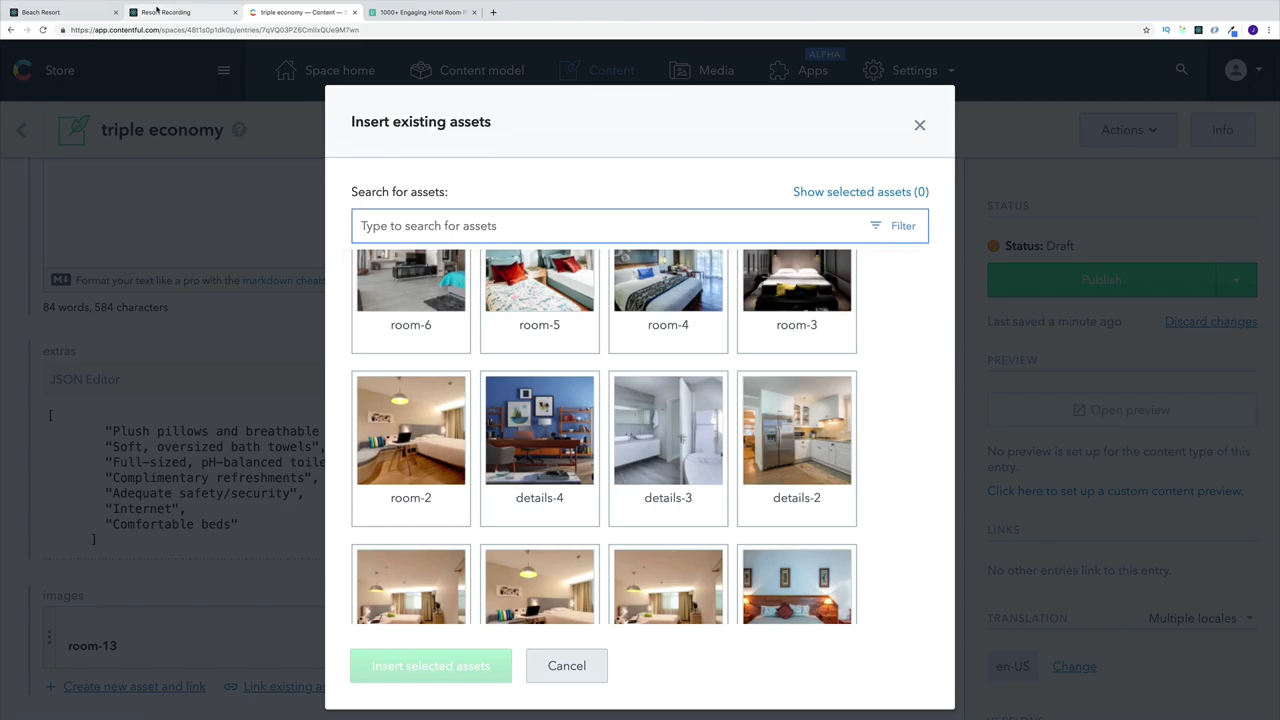 Beach Resort
Resort Recording
triple economy — Content —
1000+ Engaging Hotel Room P
https://app.contentful.com/spaces/48t1s0p1dk0p/entries/7qVQ03PZ6CmlIxQUe9M7wn
Store
Space home
Content model
Content
Media
ALPHA
Apps
Settings
triple economy
Actions
Info
Insert existing assets
Search for assets:
Show selected assets (0)
Type to search for assets
Filter
room-6
room-5
room-4
room-3
room-2
details-4
details-3
details-2
Insert selected assets
Cancel
Format your text like a pro with the markdown cheats
84 words, 584 characters
extras
JSON Editor
[
"Plush pillows and breathable
"Soft, oversized bath towels",
"Full-sized, pH-balanced toile
"Complimentary refreshments",
"Adequate safety/security",
"Internet",
"Comfortable beds"
]
images
room-13
Create new asset and link
Link existing as
STATUS
Status: Draft
Publish
Last saved a minute ago
Discard changes
PREVIEW
Open preview
No preview is set up for the content type of this
entry.
Click here to set up a custom content preview.
LINKS
No other entries link to this entry.
TRANSLATION
Multiple locales
en-US
Change
VERSIONS